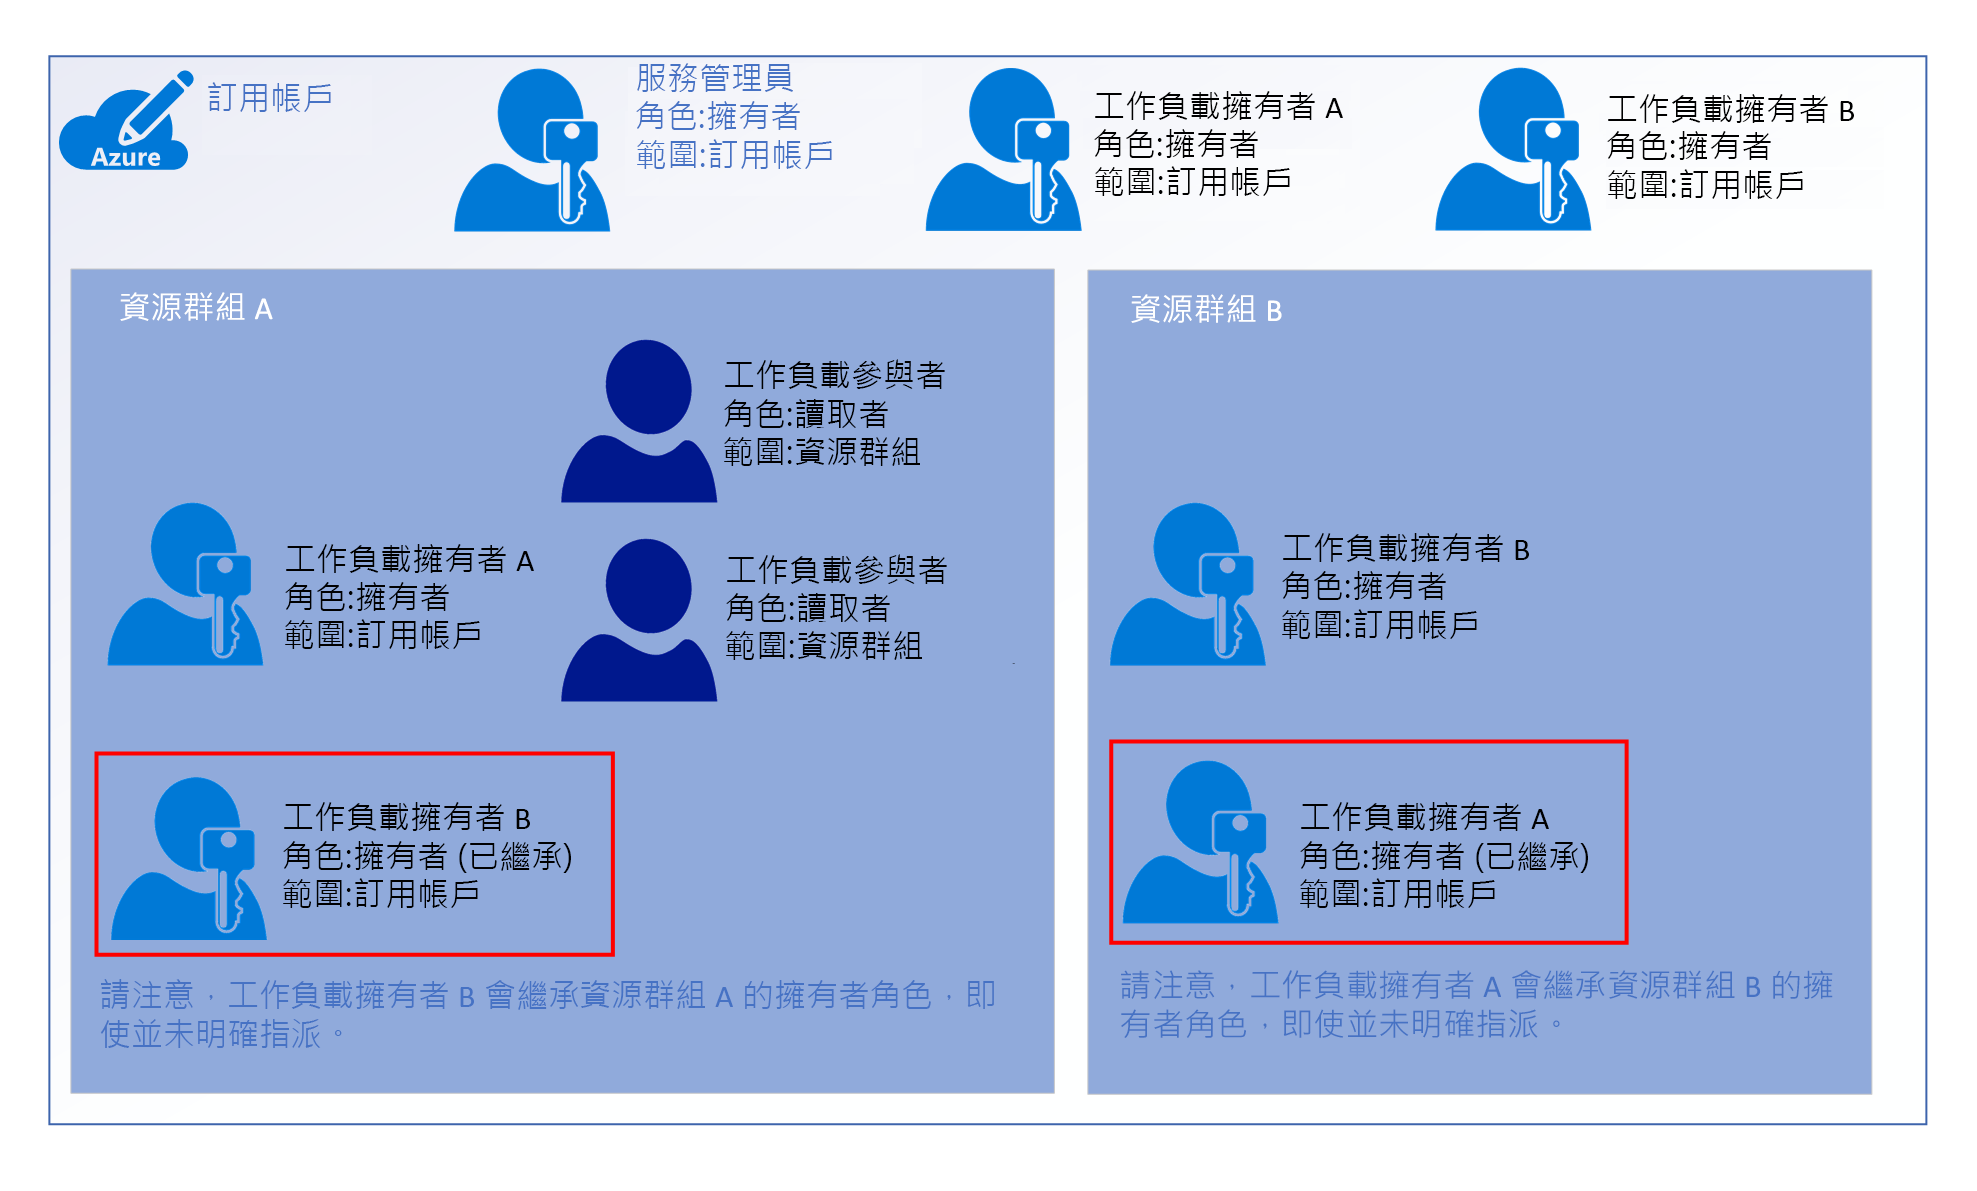 Azure
訂用帳戶
服務管理員
角色:擁有者
範圍:訂用帳戶
工作負載擁有者 A
角色:擁有者
範圍:訂用帳戶
工作負載擁有者 B
角色:擁有者
範圍:訂用帳戶
資源群組 A
工作負載參與者
角色:讀取者
範圍:資源群組
工作負載擁有者 A
角色:擁有者
範圍:訂用帳戶
工作負載參與者
角色:讀取者
範圍:資源群組
工作負載擁有者 B
角色:擁有者 (已繼承)
範圍:訂用帳戶
請注意，工作負載擁有者 B 會繼承資源群組 A 的擁有者角色，即
使並未明確指派。
資源群組 B
工作負載擁有者 B
角色:擁有者
範圍:訂用帳戶
工作負載擁有者 A
角色:擁有者 (已繼承)
範圍:訂用帳戶
請注意，工作負載擁有者 A 會繼承資源群組 B 的擁
有者角色，即使並未明確指派。